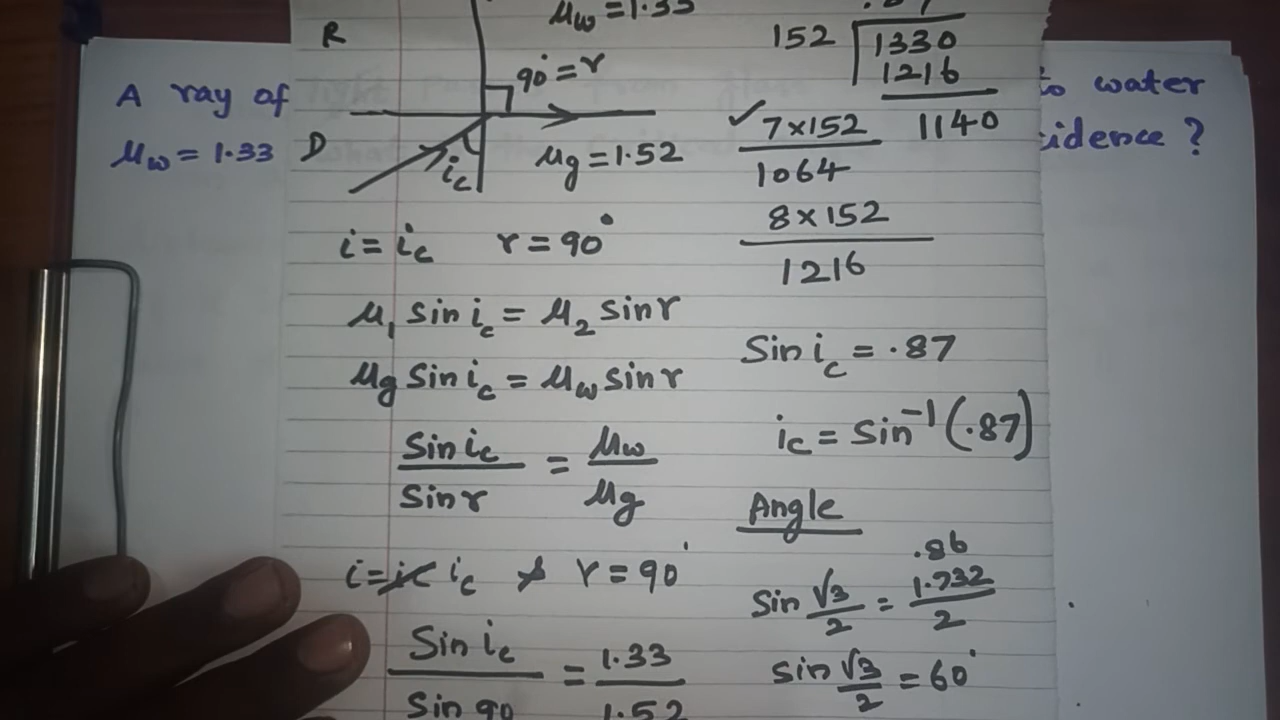 A ray of
to water
μw = 1.33
cidence ?
R
μw = 1.33
90° = r
D
ic
μg = 1.52
i = ic r = 90°
μ1 sin ic = μ2 sin r
μg Sin ic = μw sin r
Sin ic / Sin r = μw / μg
i = ic ic & r = 90°
Sin ic / Sin 90 = 1.33 / 1.52
.87
152 1330
1216
1140
✓ 7 × 152
1064
8 × 152
1216
Sin ic = .87
ic = Sin⁻¹ (.87)
Angle
.86
Sin √3/2 = 1.732/2
sin √3/2 = 60°